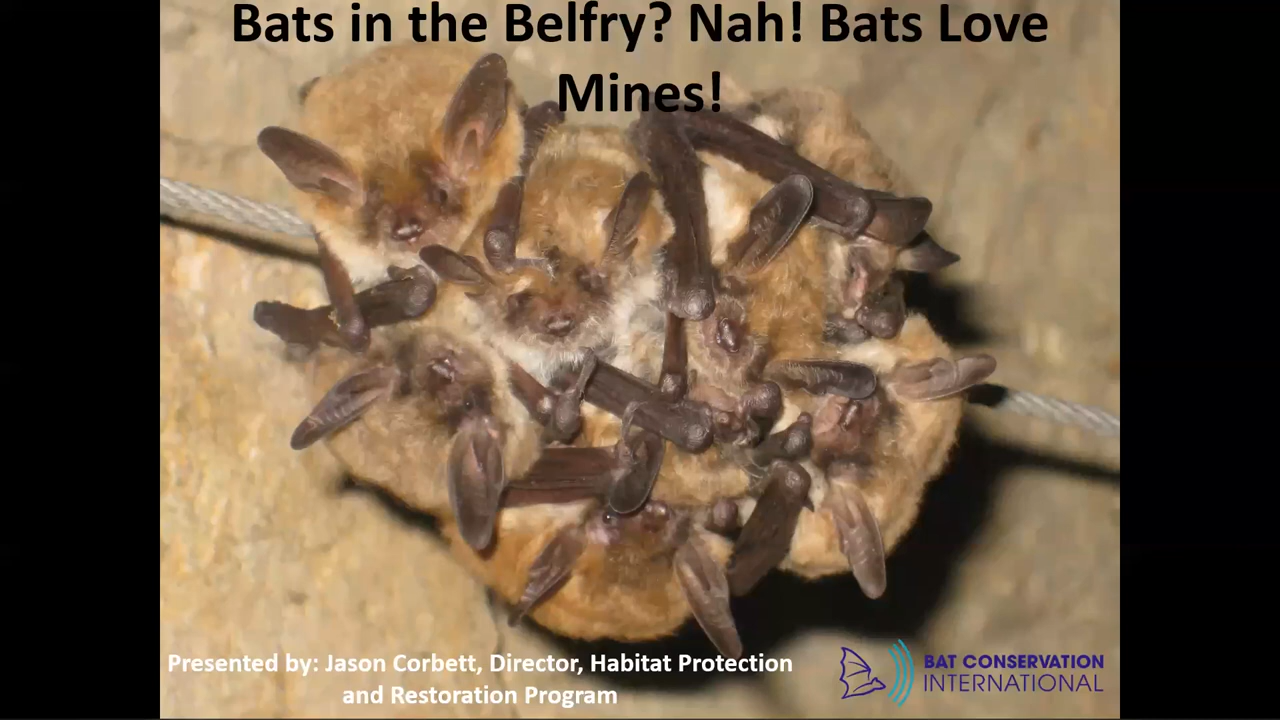 Bats in the Belfry? Nah! Bats Love
Mines!
Presented by: Jason Corbett, Director, Habitat Protection
and Restoration Program
BAT CONSERVATION
INTERNATIONAL